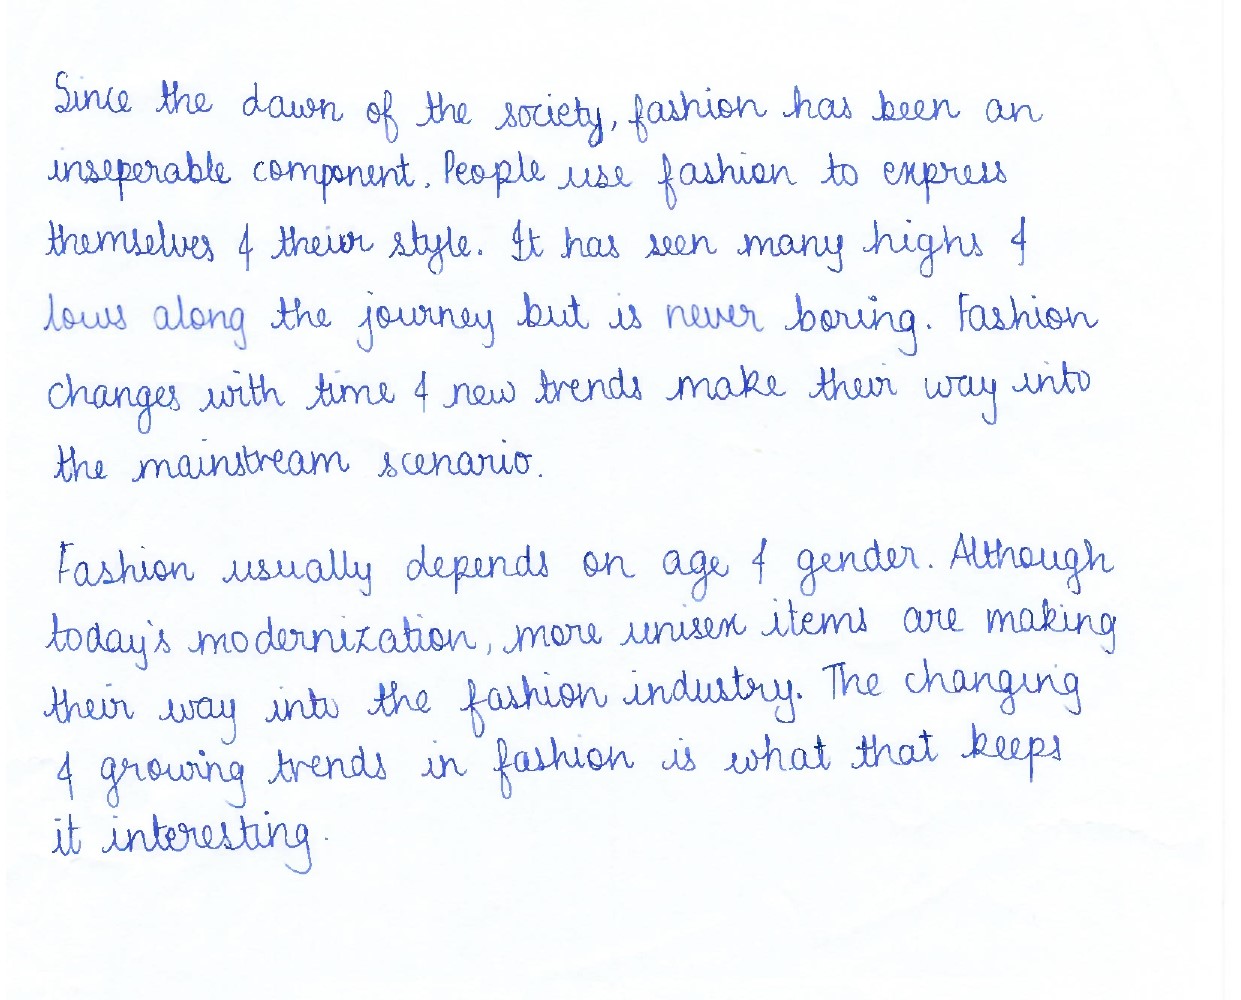 Since the dawn of the society, fashion has been an
inseperable component. People use fashion to express
themselves & their style. It has seen many highs &
lows along the journey but is never boring. Fashion
changes with time & new trends make their way into
the mainstream scenario.
Fashion usually depends on age & gender. Although
today's modernization, more unisex items are making
their way into the fashion industry. The changing
& growing trends in fashion is what that keeps
it interesting.